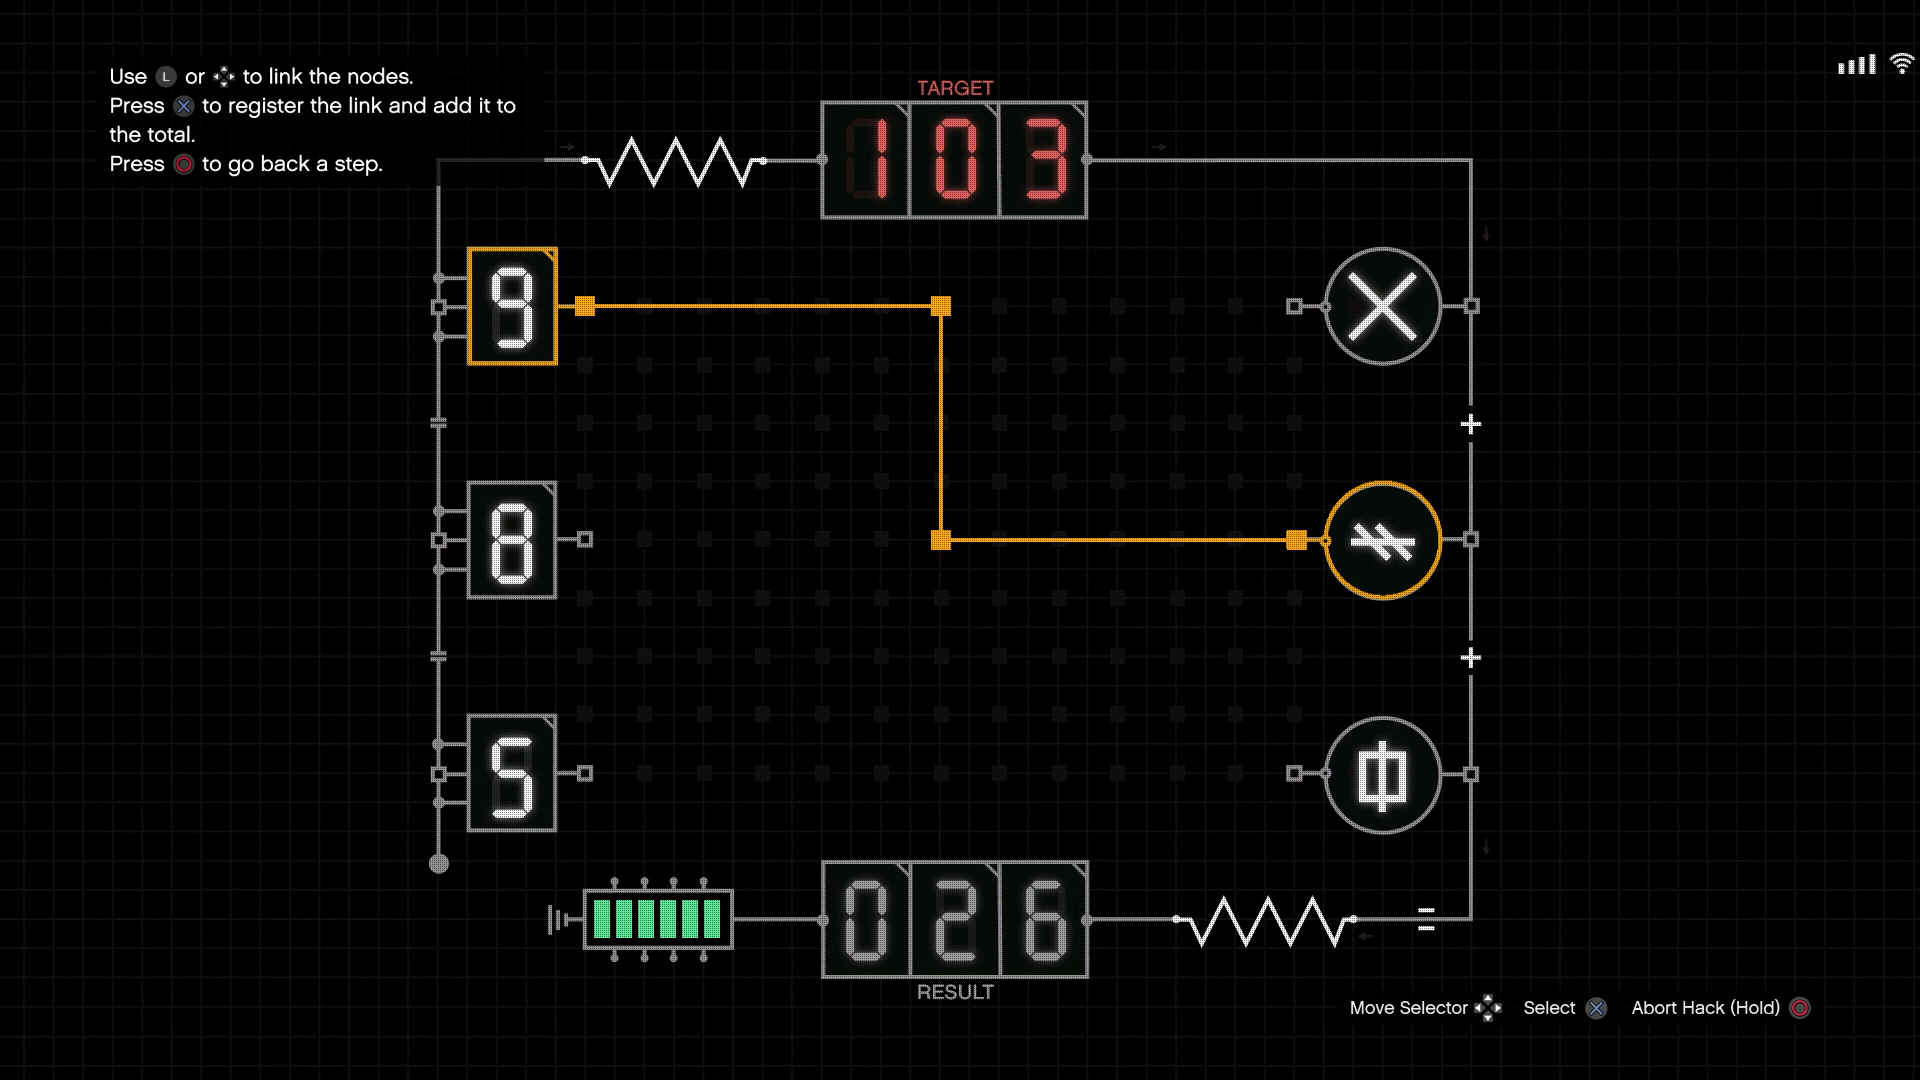 Use L or to link the nodes.
Press to register the link and add it to
the total.
Press to go back a step.
TARGET
103
9
8
5
026
RESULT
Move Selector Select Abort Hack (Hold)